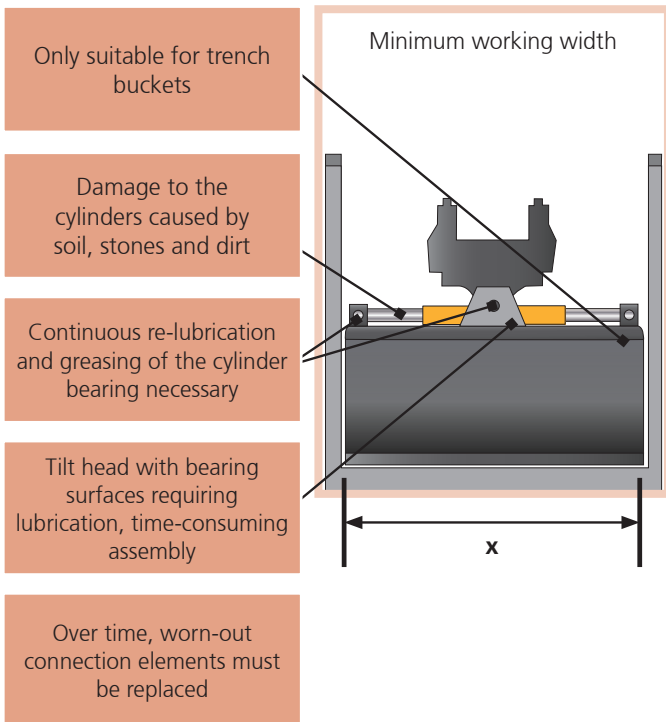 Only suitable for trench
buckets
Minimum working width
Damage to the
cylinders caused by
soil, stones and dirt
Continuous re-lubrication
and greasing of the cylinder
bearing necessary
Tilt head with bearing
surfaces requiring
lubrication, time-consuming
assembly
x
Over time, worn-out
connection elements must
be replaced